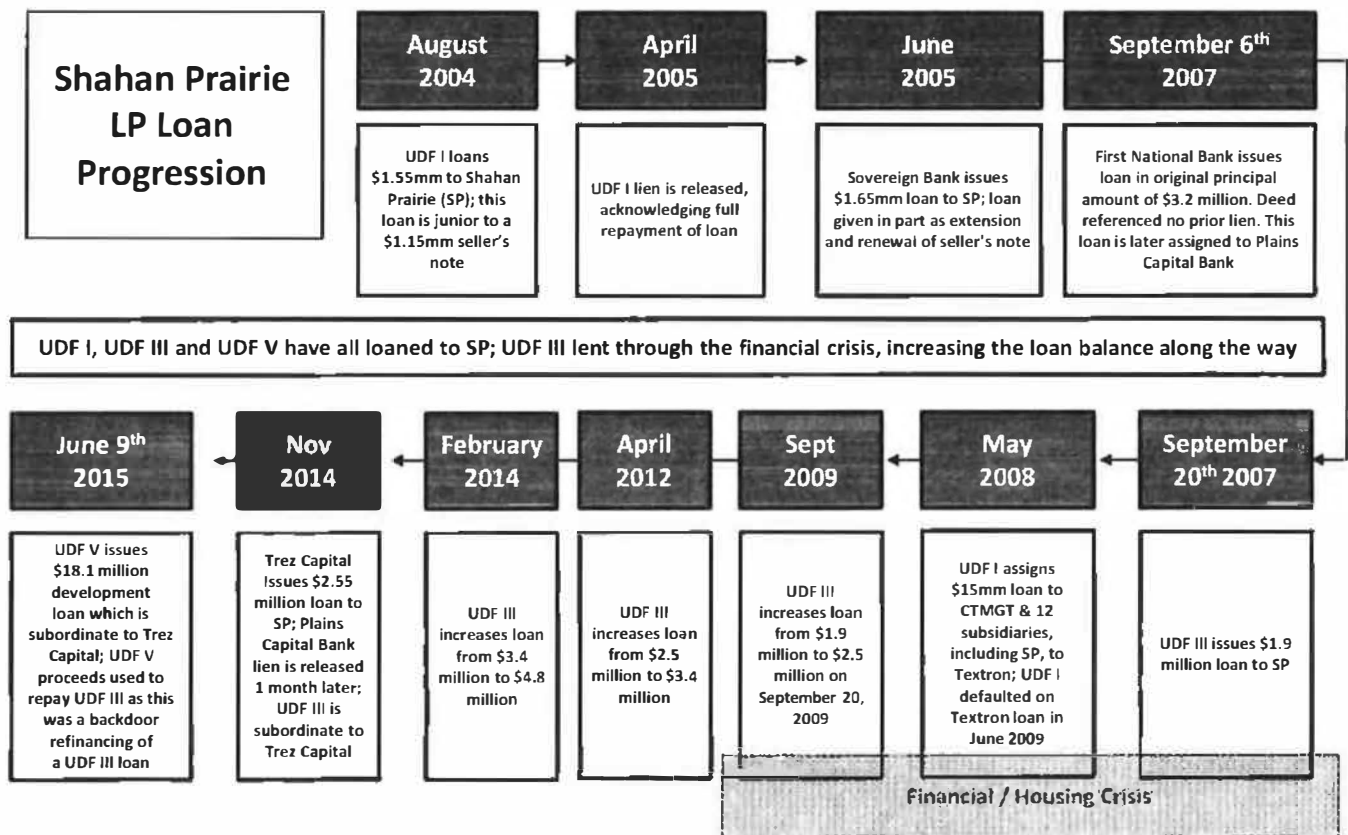 Shahan Prairie
LP Loan
Progression
August
2004
UDF I loans
$1.55mm to Shahan
Prairie (SP); this
loan is junior to a
$1.15mm seller's
note
April
2005
UDF I lien is released,
acknowledging full
repayment of loan
June
2005
Sovereign Bank issues
$1.65mm loan to SP; loan
given in part as extension
and renewal of seller's note
September 6th
2007
First National Bank issues
loan in original principal
amount of $3.2 million. Deed
referenced no prior lien. This
loan is later assigned to Plains
Capital Bank
UDF I, UDF III and UDF V have all loaned to SP; UDF III lent through the financial crisis, increasing the loan balance along the way
June 9th
2015
UDF V issues
$18.1 million
development
loan which is
subordinate to Trez
Capital; UDF V
proceeds used to
repay UDF III as this
was a backdoor
refinancing of
a UDF III loan
Nov
2014
Trez Capital
Issues $2.55
million loan to
SP; Plains
Capital Bank
lien is released
1 month later;
UDF III is
subordinate to
Trez Capital
February
2014
UDF III
increases loan
from $3.4
million to $4.8
million
April
2012
UDF III
increases loan
from $2.5
million to $3.4
million
Sept
2009
UDF III
increases loan
from $1.9
million to $2.5
million on
September 20,
2009
May
2008
UDF I assigns
$15mm loan to
CTMGT & 12
subsidiaries,
including SP, to
Textron; UDF I
defaulted on
Textron loan in
June 2009
September
20th 2007
UDF III issues $1.9
million loan to SP
Financial / Housing Crisis